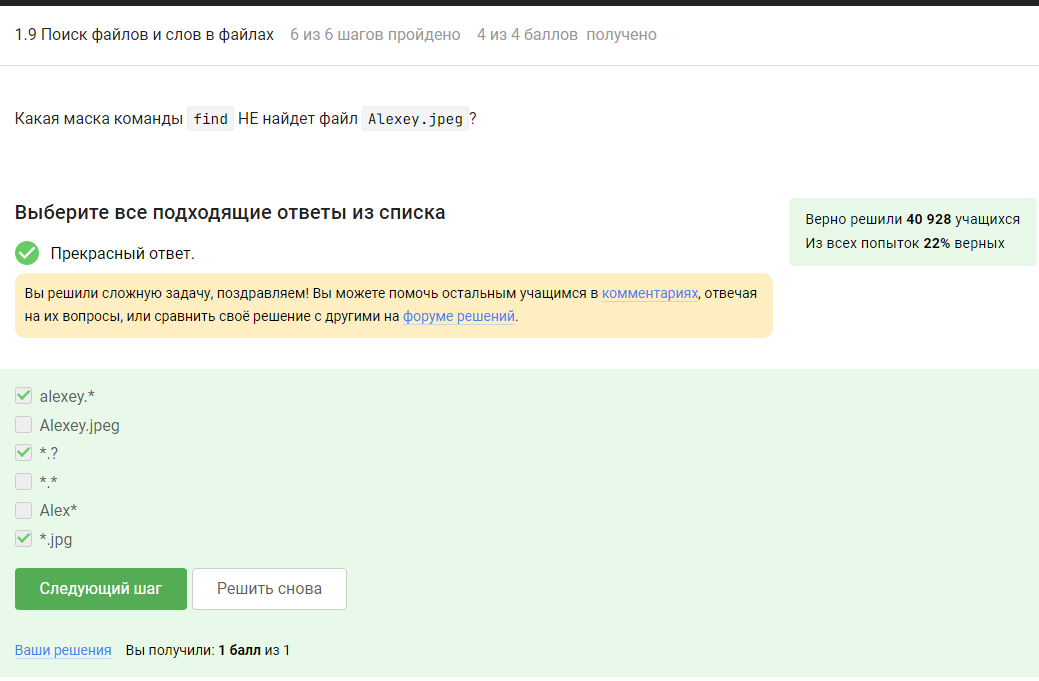 1.9 Поиск файлов и слов в файлах 6 из 6 шагов пройдено 4 из 4 баллов получено
Какая маска команды find НЕ найдет файл Alexey.jpeg ?
Выберите все подходящие ответы из списка
Верно решили 40 928 учащихся
Из всех попыток 22% верных
Прекрасный ответ.
Вы решили сложную задачу, поздравляем! Вы можете помочь остальным учащимся в комментариях, отвечая
на их вопросы, или сравнить своё решение с другими на форуме решений.
alexey.*
Alexey.jpeg
*.?
*.*
Alex*
*.jpg
Следующий шаг Решить снова
Ваши решения Вы получили: 1 балл из 1